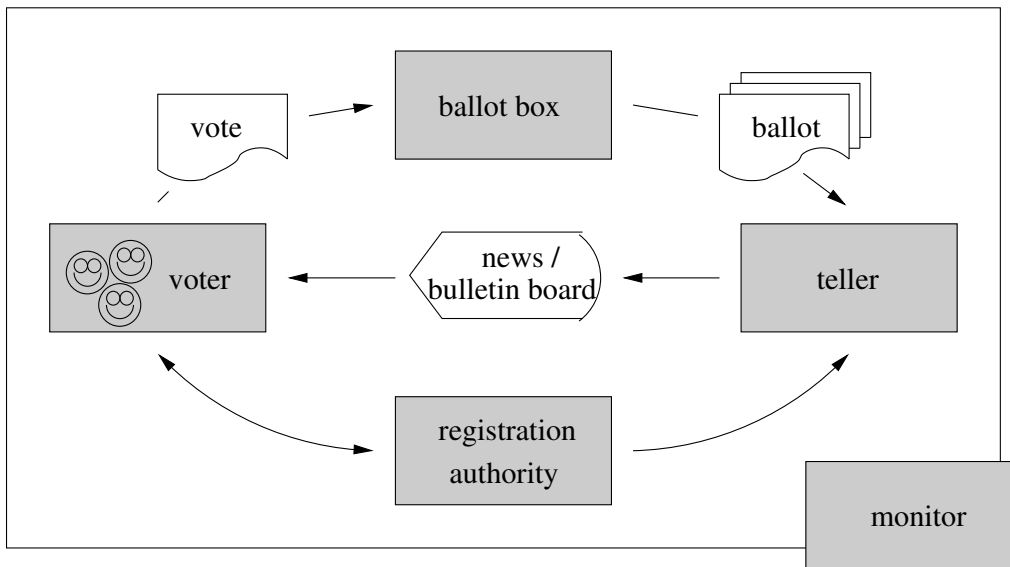 ballot box
vote
ballot
voter
news /
bulletin board
teller
registration
authority
monitor